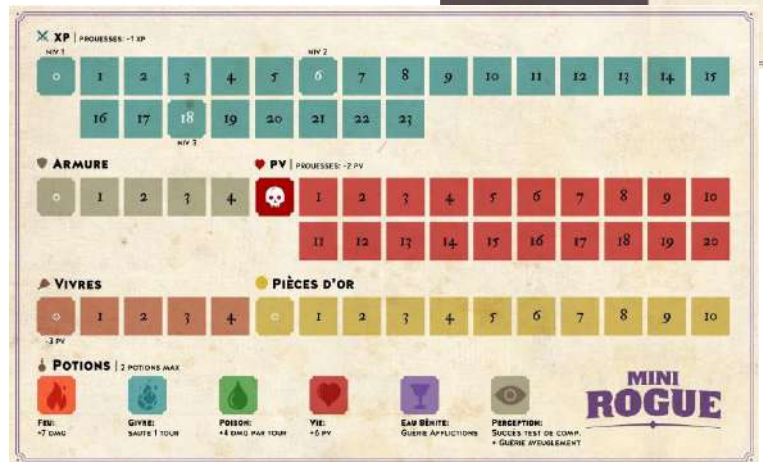 XP | PROUESSES: -1 XP
NIV 1 NIV 2
0 1 2 3 4 5 6 7 8 9 10 11 12 13 14 15
16 17 18 19 20 21 22 23
NIV 3
ARMURE PV | PROUESSES: -2 PV
0 1 2 3 4 1 2 3 4 5 6 7 8 9 10
11 12 13 14 15 16 17 18 19 20
VIVRES PIÈCES D'OR
0 1 2 3 4 0 1 2 3 4 5 6 7 8 9 10
-3 PV
POTIONS | 2 POTIONS MAX
FEU: GIVRE: POISON: VIE: EAU BÉNITE: PERCEPTION:
+7 DMG SAUTE 1 TOUR +4 DMG PAR TOUR +6 PV GUÉRIE AFFLICTIONS SUCCÈS TEST DE COMP.
+ GUÉRIE AVEUGLEMENT
MINI
ROGUE